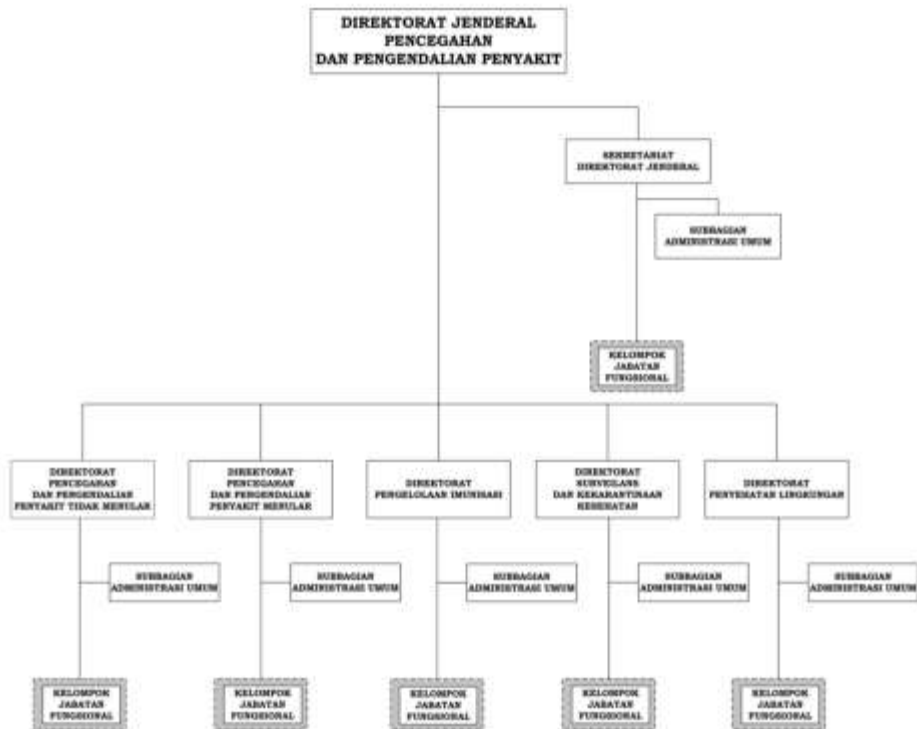 DIREKTORAT JENDERAL
PENCEGAHAN
DAN PENGENDALIAN PENYAKIT
SEKRETARIAT
DIREKTORAT JENDERAL
SUBBAGIAN
ADMINISTRASI UMUM
KELOMPOK
JABATAN
FUNGSIONAL
DIREKTORAT
PENCEGAHAN
DAN PENGENDALIAN
PENYAKIT TIDAK MENULAR
DIREKTORAT
PENCEGAHAN
DAN PENGENDALIAN
PENYAKIT MENULAR
DIREKTORAT
PENGELOLAAN IMUNISASI
DIREKTORAT
SURVEILANS
DAN KEKARANTINAAN
KESEHATAN
DIREKTORAT
PENYEHATAN LINGKUNGAN
SUBBAGIAN
ADMINISTRASI UMUM
SUBBAGIAN
ADMINISTRASI UMUM
SUBBAGIAN
ADMINISTRASI UMUM
SUBBAGIAN
ADMINISTRASI UMUM
SUBBAGIAN
ADMINISTRASI UMUM
KELOMPOK
JABATAN
FUNGSIONAL
KELOMPOK
JABATAN
FUNGSIONAL
KELOMPOK
JABATAN
FUNGSIONAL
KELOMPOK
JABATAN
FUNGSIONAL
KELOMPOK
JABATAN
FUNGSIONAL